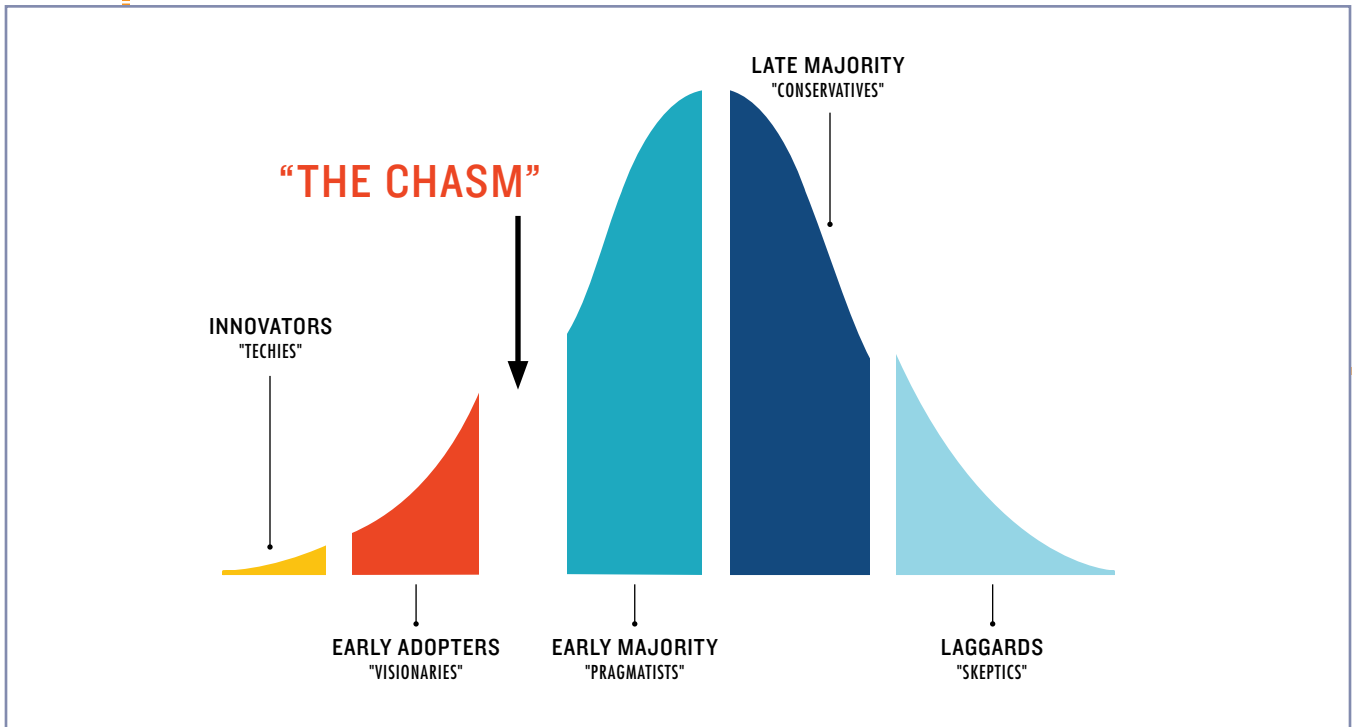 LATE MAJORITY
"CONSERVATIVES"
“THE CHASM”
INNOVATORS
"TECHIES"
EARLY ADOPTERS
"VISIONARIES"
EARLY MAJORITY
"PRAGMATISTS"
LAGGARDS
"SKEPTICS"